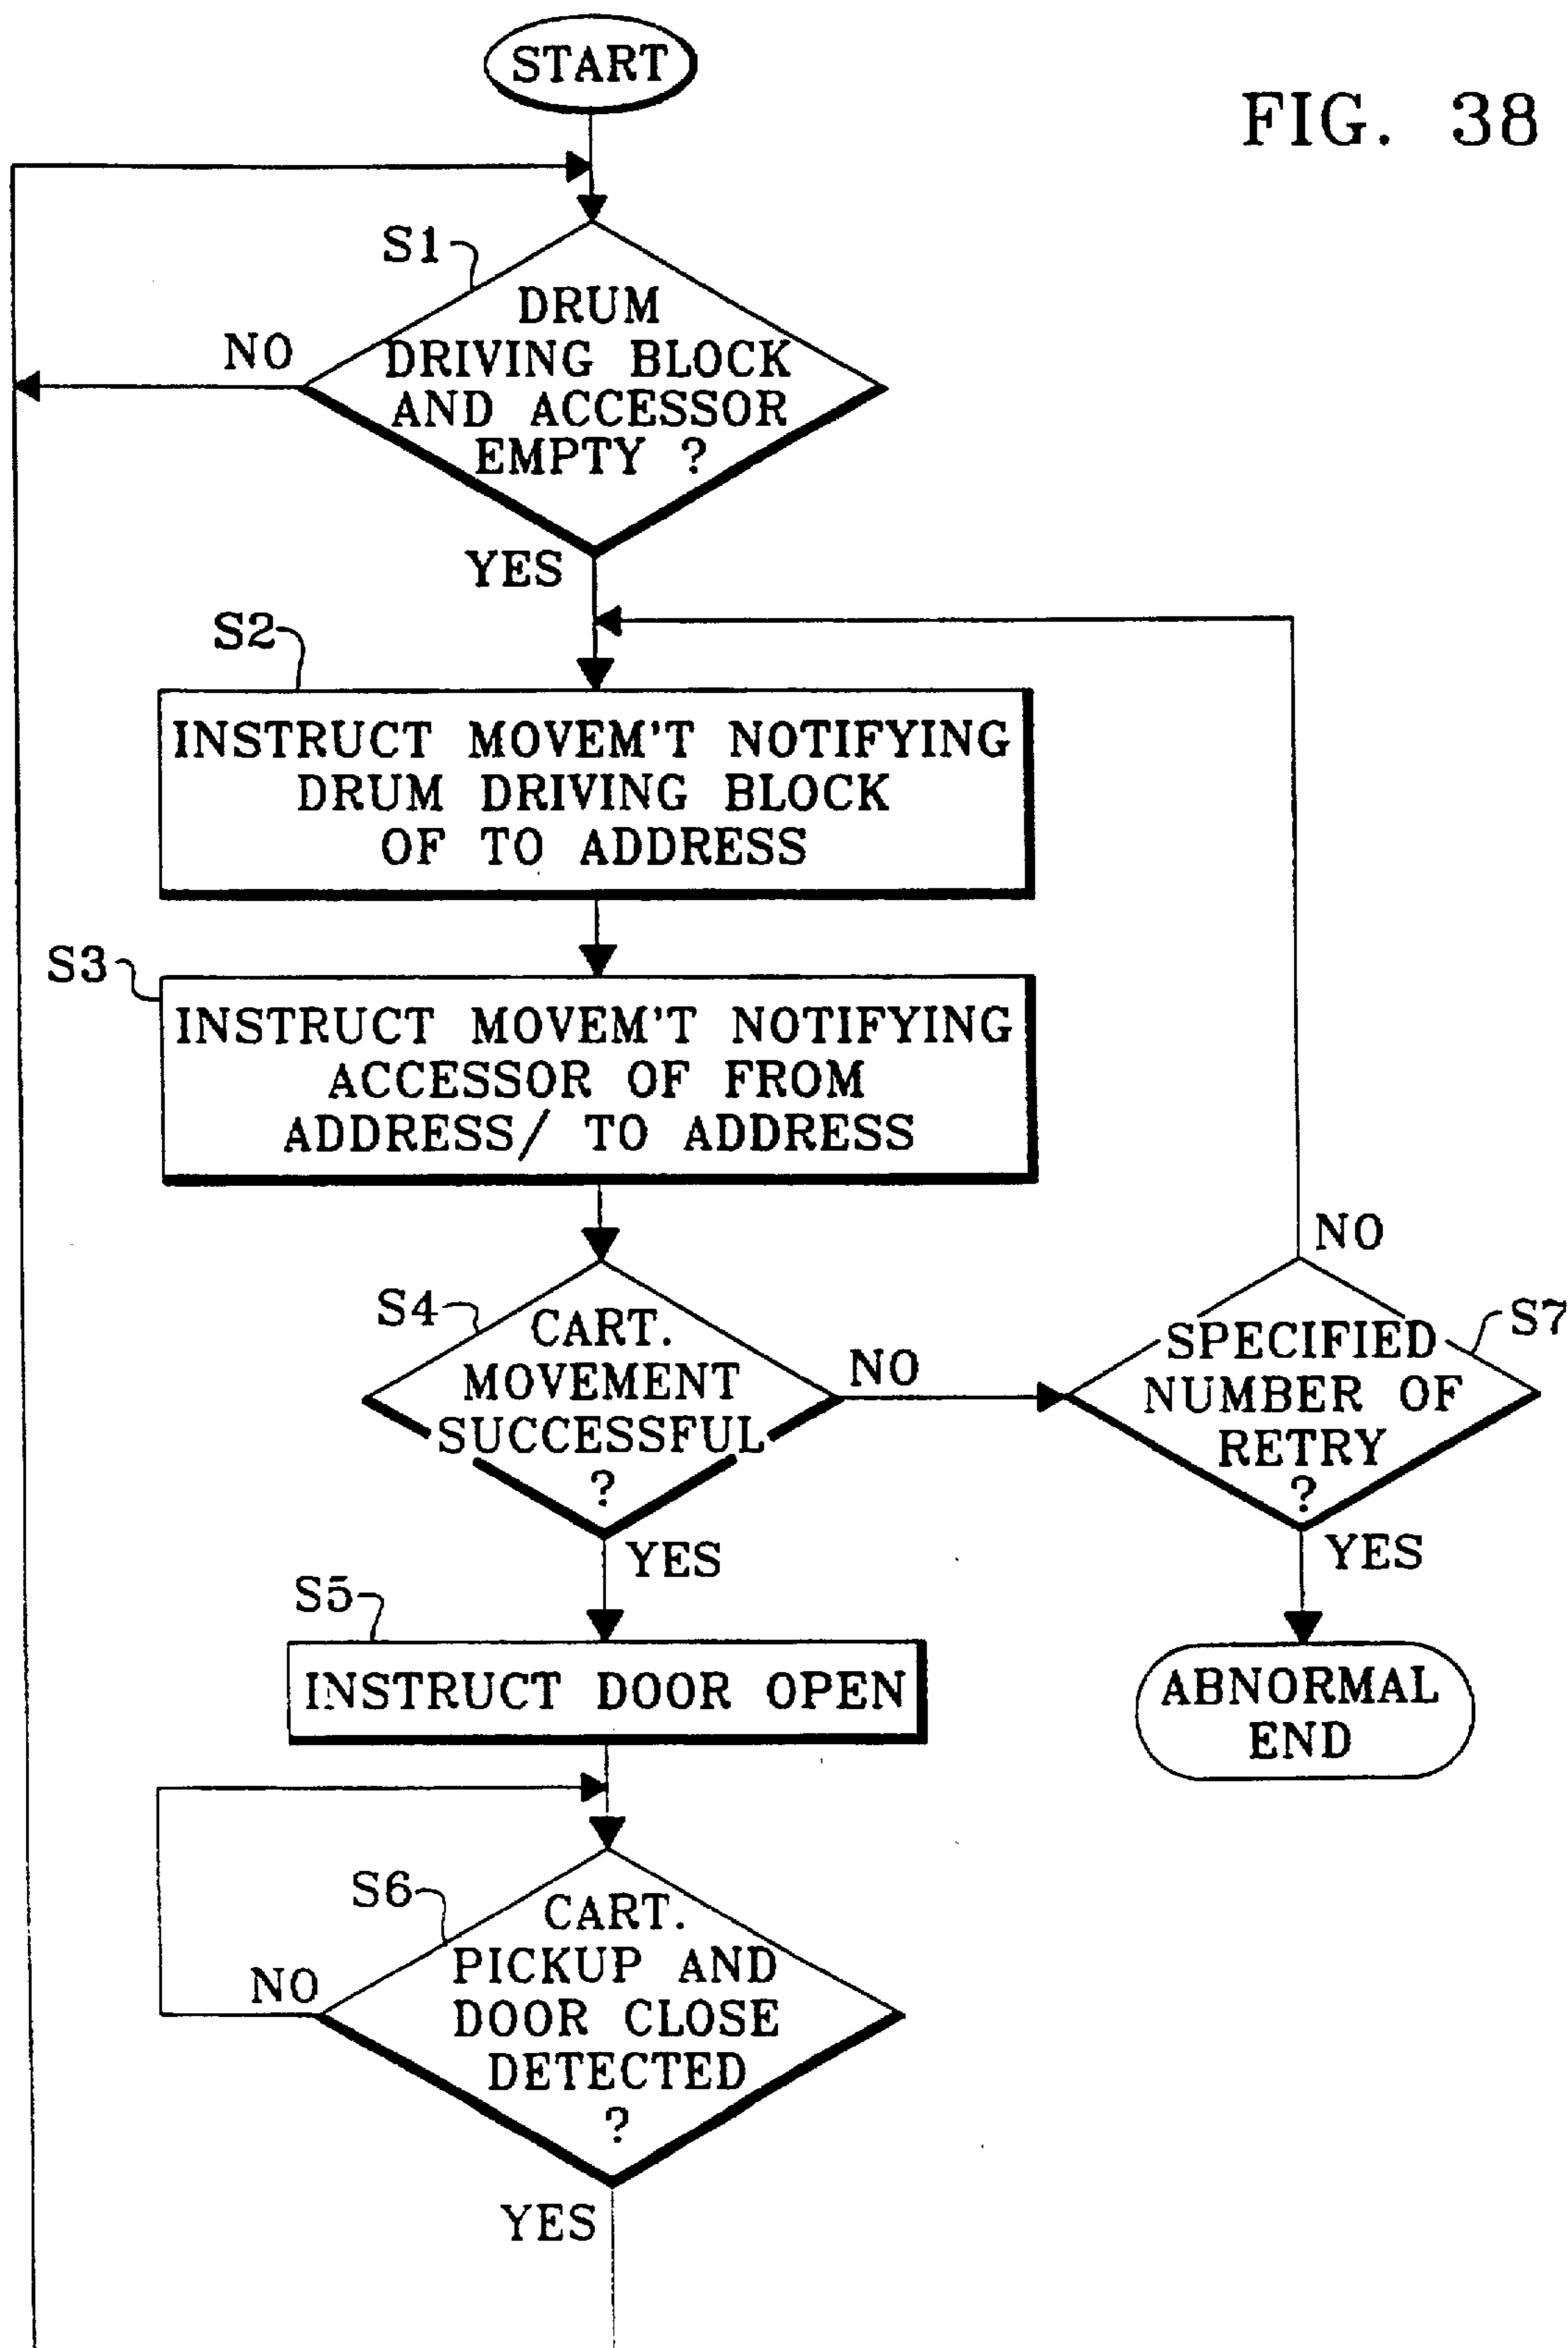 START
FIG. 38
S1
DRUM
DRIVING BLOCK
AND ACCESSOR
EMPTY ?
NO
YES
S2
INSTRUCT MOVEM'T NOTIFYING
DRUM DRIVING BLOCK
OF TO ADDRESS
S3
INSTRUCT MOVEM'T NOTIFYING
ACCESSOR OF FROM
ADDRESS/ TO ADDRESS
S4
CART.
MOVEMENT
SUCCESSFUL
?
NO
YES
S7
SPECIFIED
NUMBER OF
RETRY
?
NO
YES
ABNORMAL
END
S5
INSTRUCT DOOR OPEN
S6
CART.
PICKUP AND
DOOR CLOSE
DETECTED
?
NO
YES